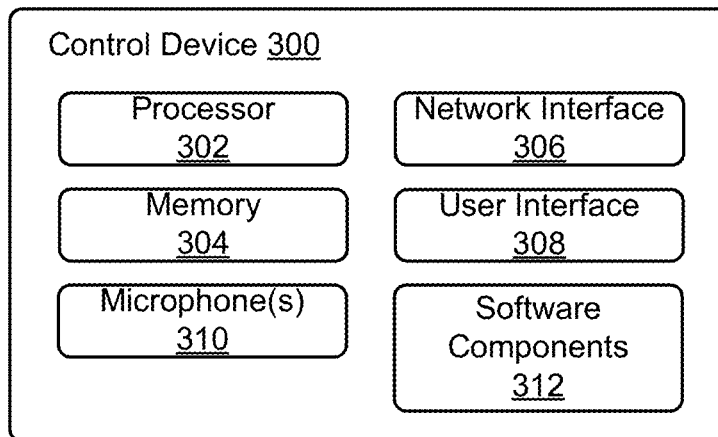 Control Device 300
Processor
302
Network Interface
306
Memory
304
User Interface
308
Microphone(s)
310
Software
Components
312